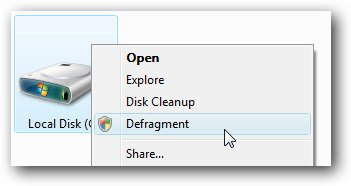 Open
Explore
Disk Cleanup
Local Disk (
Defragment
Share...